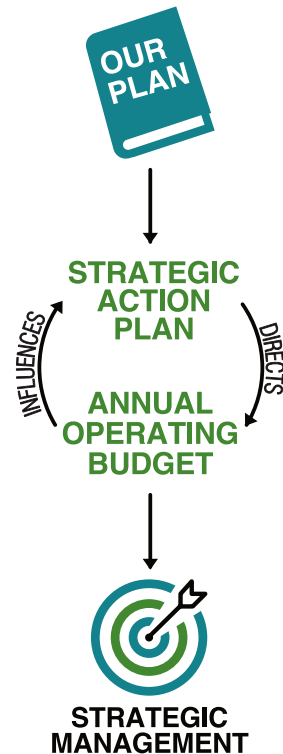 OUR
PLAN
STRATEGIC
ACTION
PLAN
INFLUENCES
DIRECTS
ANNUAL
OPERATING
BUDGET
STRATEGIC
MANAGEMENT